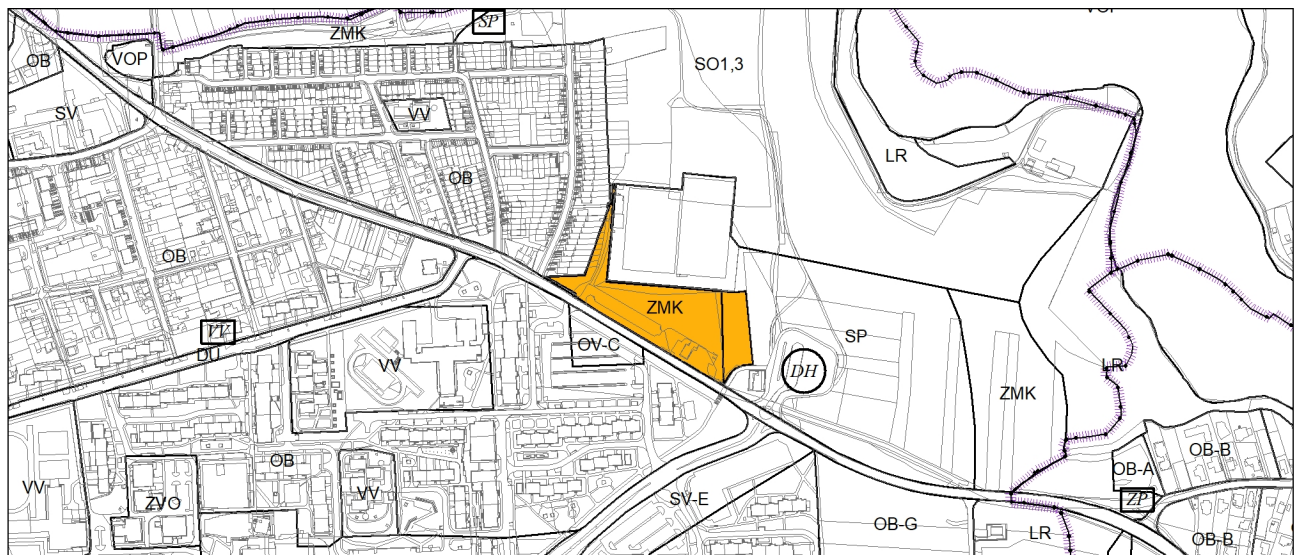 VOP
SP
ZMK
OB
VOP
SO1,3
SV
VV
LR
OB
OB
ZMK
VV
DU
OV-C
SP
DH
VV
LR
ZMK
OB-A
OB-B
OB
VV
ZVO
VV
SV-E
ZP
OB-G
LR
OB-B